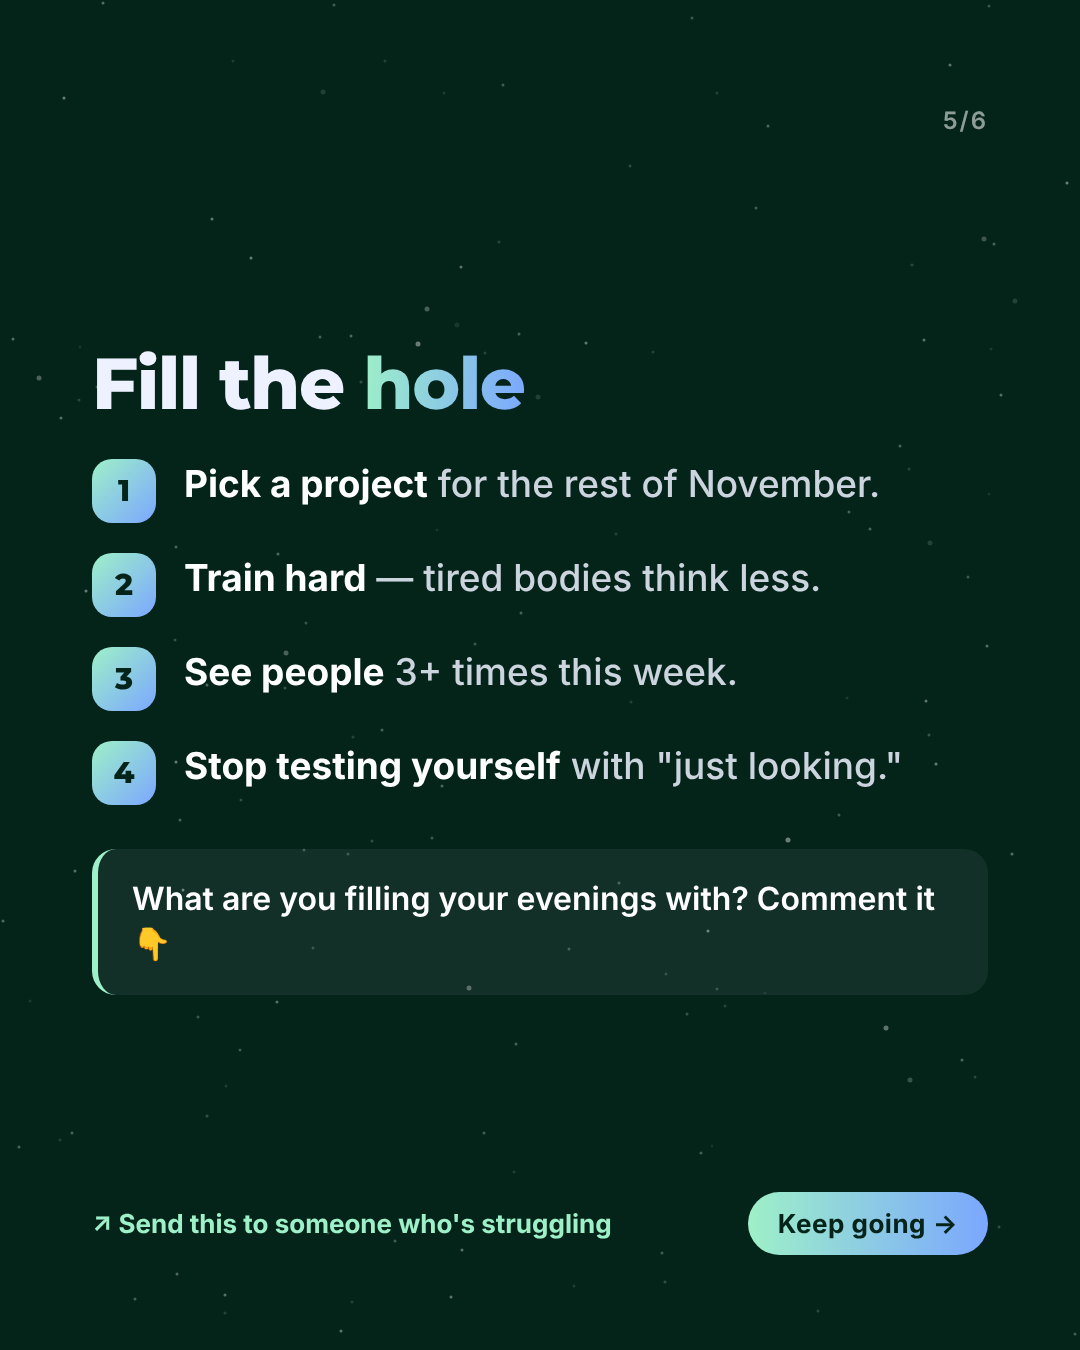 5/6
Fill the hole
1 Pick a project for the rest of November.
2 Train hard — tired bodies think less.
3 See people 3+ times this week.
4 Stop testing yourself with "just looking."
What are you filling your evenings with? Comment it
👇
↗ Send this to someone who's struggling
Keep going →